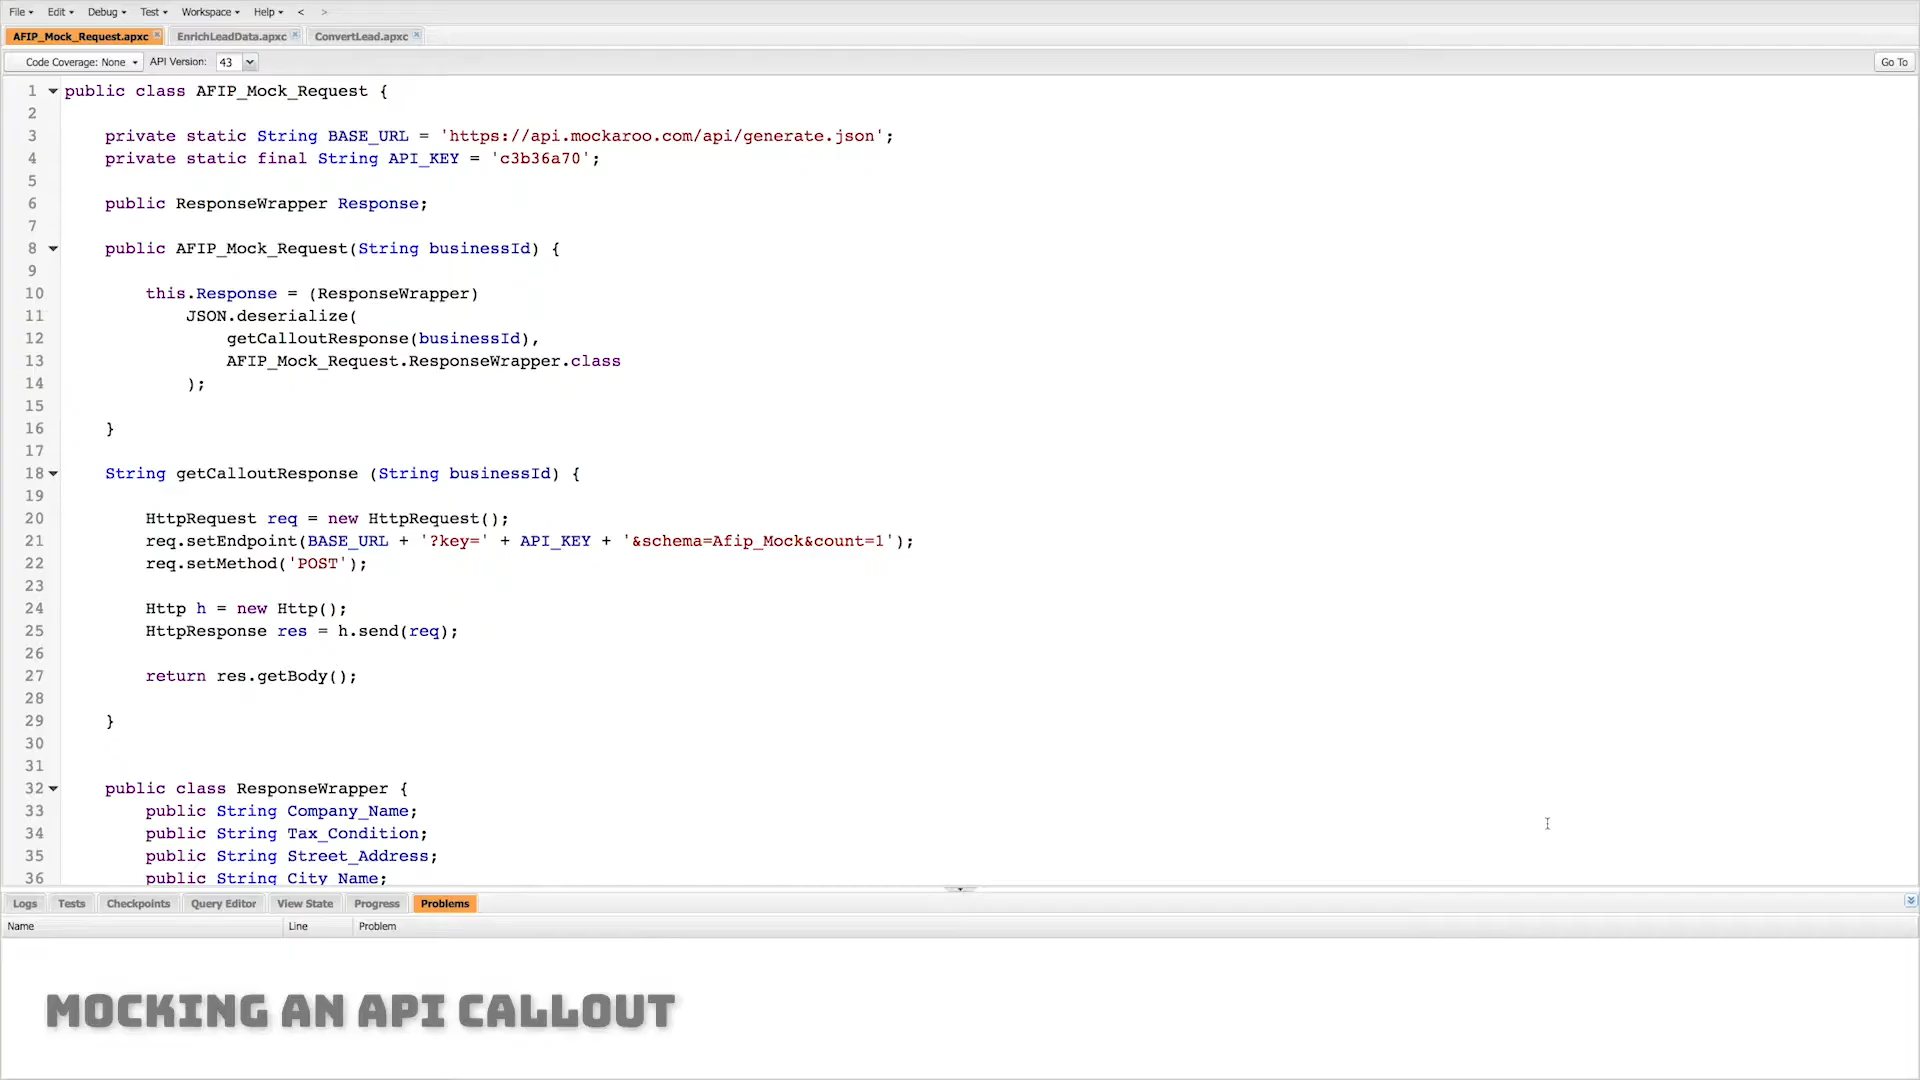 File Edit Debug Test Workspace Help < >
AFIP_Mock_Request.apxc EnrichLeadData.apxc ConvertLead.apxc
Code Coverage: None API Version: 43 Go To
1 public class AFIP_Mock_Request {
2
3 private static String BASE_URL = 'https://api.mockaroo.com/api/generate.json';
4 private static final String API_KEY = 'c3b36a70';
5
6 public ResponseWrapper Response;
7
8 public AFIP_Mock_Request(String businessId) {
9
10 this.Response = (ResponseWrapper)
11 JSON.deserialize(
12 getCalloutResponse(businessId),
13 AFIP_Mock_Request.ResponseWrapper.class
14 );
15
16 }
17
18 String getCalloutResponse (String businessId) {
19
20 HttpRequest req = new HttpRequest();
21 req.setEndpoint(BASE_URL + '?key=' + API_KEY + '&schema=Afip_Mock&count=1');
22 req.setMethod('POST');
23
24 Http h = new Http();
25 HttpResponse res = h.send(req);
26
27 return res.getBody();
28
29 }
30
31
32 public class ResponseWrapper {
33 public String Company_Name;
34 public String Tax_Condition;
35 public String Street_Address;
36 public String City_Name;
Logs Tests Checkpoints Query Editor View State Progress Problems
Name Line Problem
MOCKING AN API CALLOUT